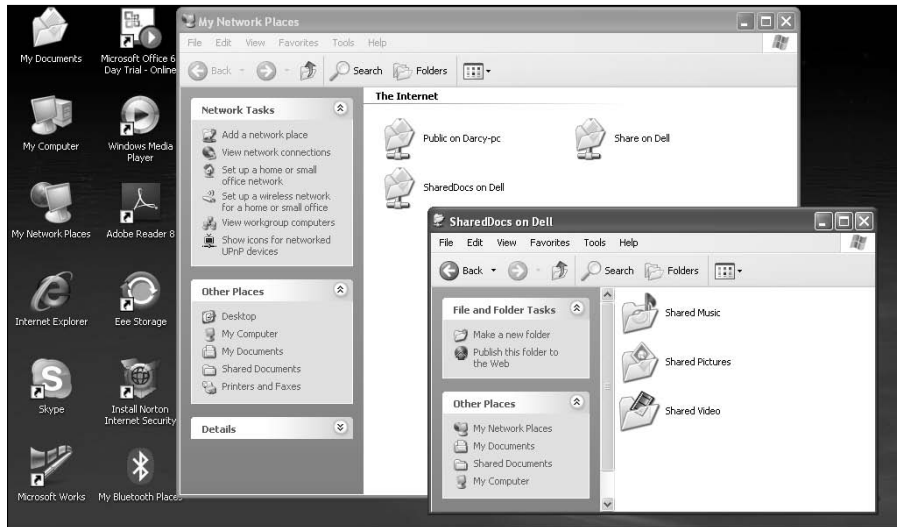 My Documents
Microsoft Office 6
Day Trial - Online
My Computer
Windows Media
Player
My Network Places
Adobe Reader 8
Internet Explorer
Eee Storage
Skype
Install Norton
Internet Security
Microsoft Works
My Bluetooth Places
My Network Places
File Edit View Favorites Tools Help
Back Search Folders
Network Tasks
Add a network place
View network connections
Set up a home or small
office network
Set up a wireless network
for a home or small office
View workgroup computers
Show icons for networked
UPnP devices
Other Places
Desktop
My Computer
My Documents
Shared Documents
Printers and Faxes
Details
The Internet
Public on Darcy-pc
Share on Dell
SharedDocs on Dell
SharedDocs on Dell
File Edit View Favorites Tools Help
Back Search Folders
File and Folder Tasks
Make a new folder
Publish this folder to
the Web
Other Places
My Network Places
My Documents
Shared Documents
My Computer
Shared Music
Shared Pictures
Shared Video